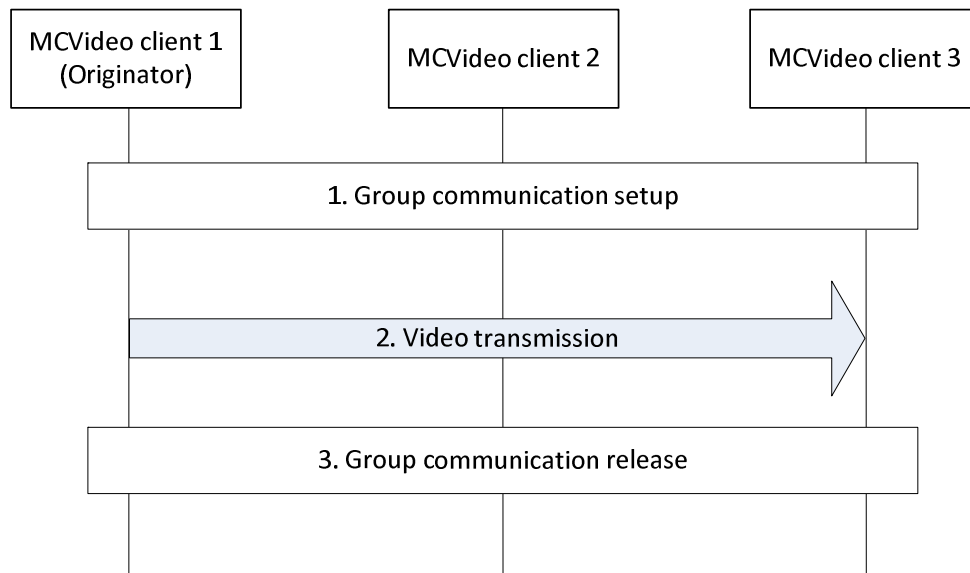 MCVideo client 1
(Originator)
MCVideo client 2
MCVideo client 3
1. Group communication setup
2. Video transmission
3. Group communication release